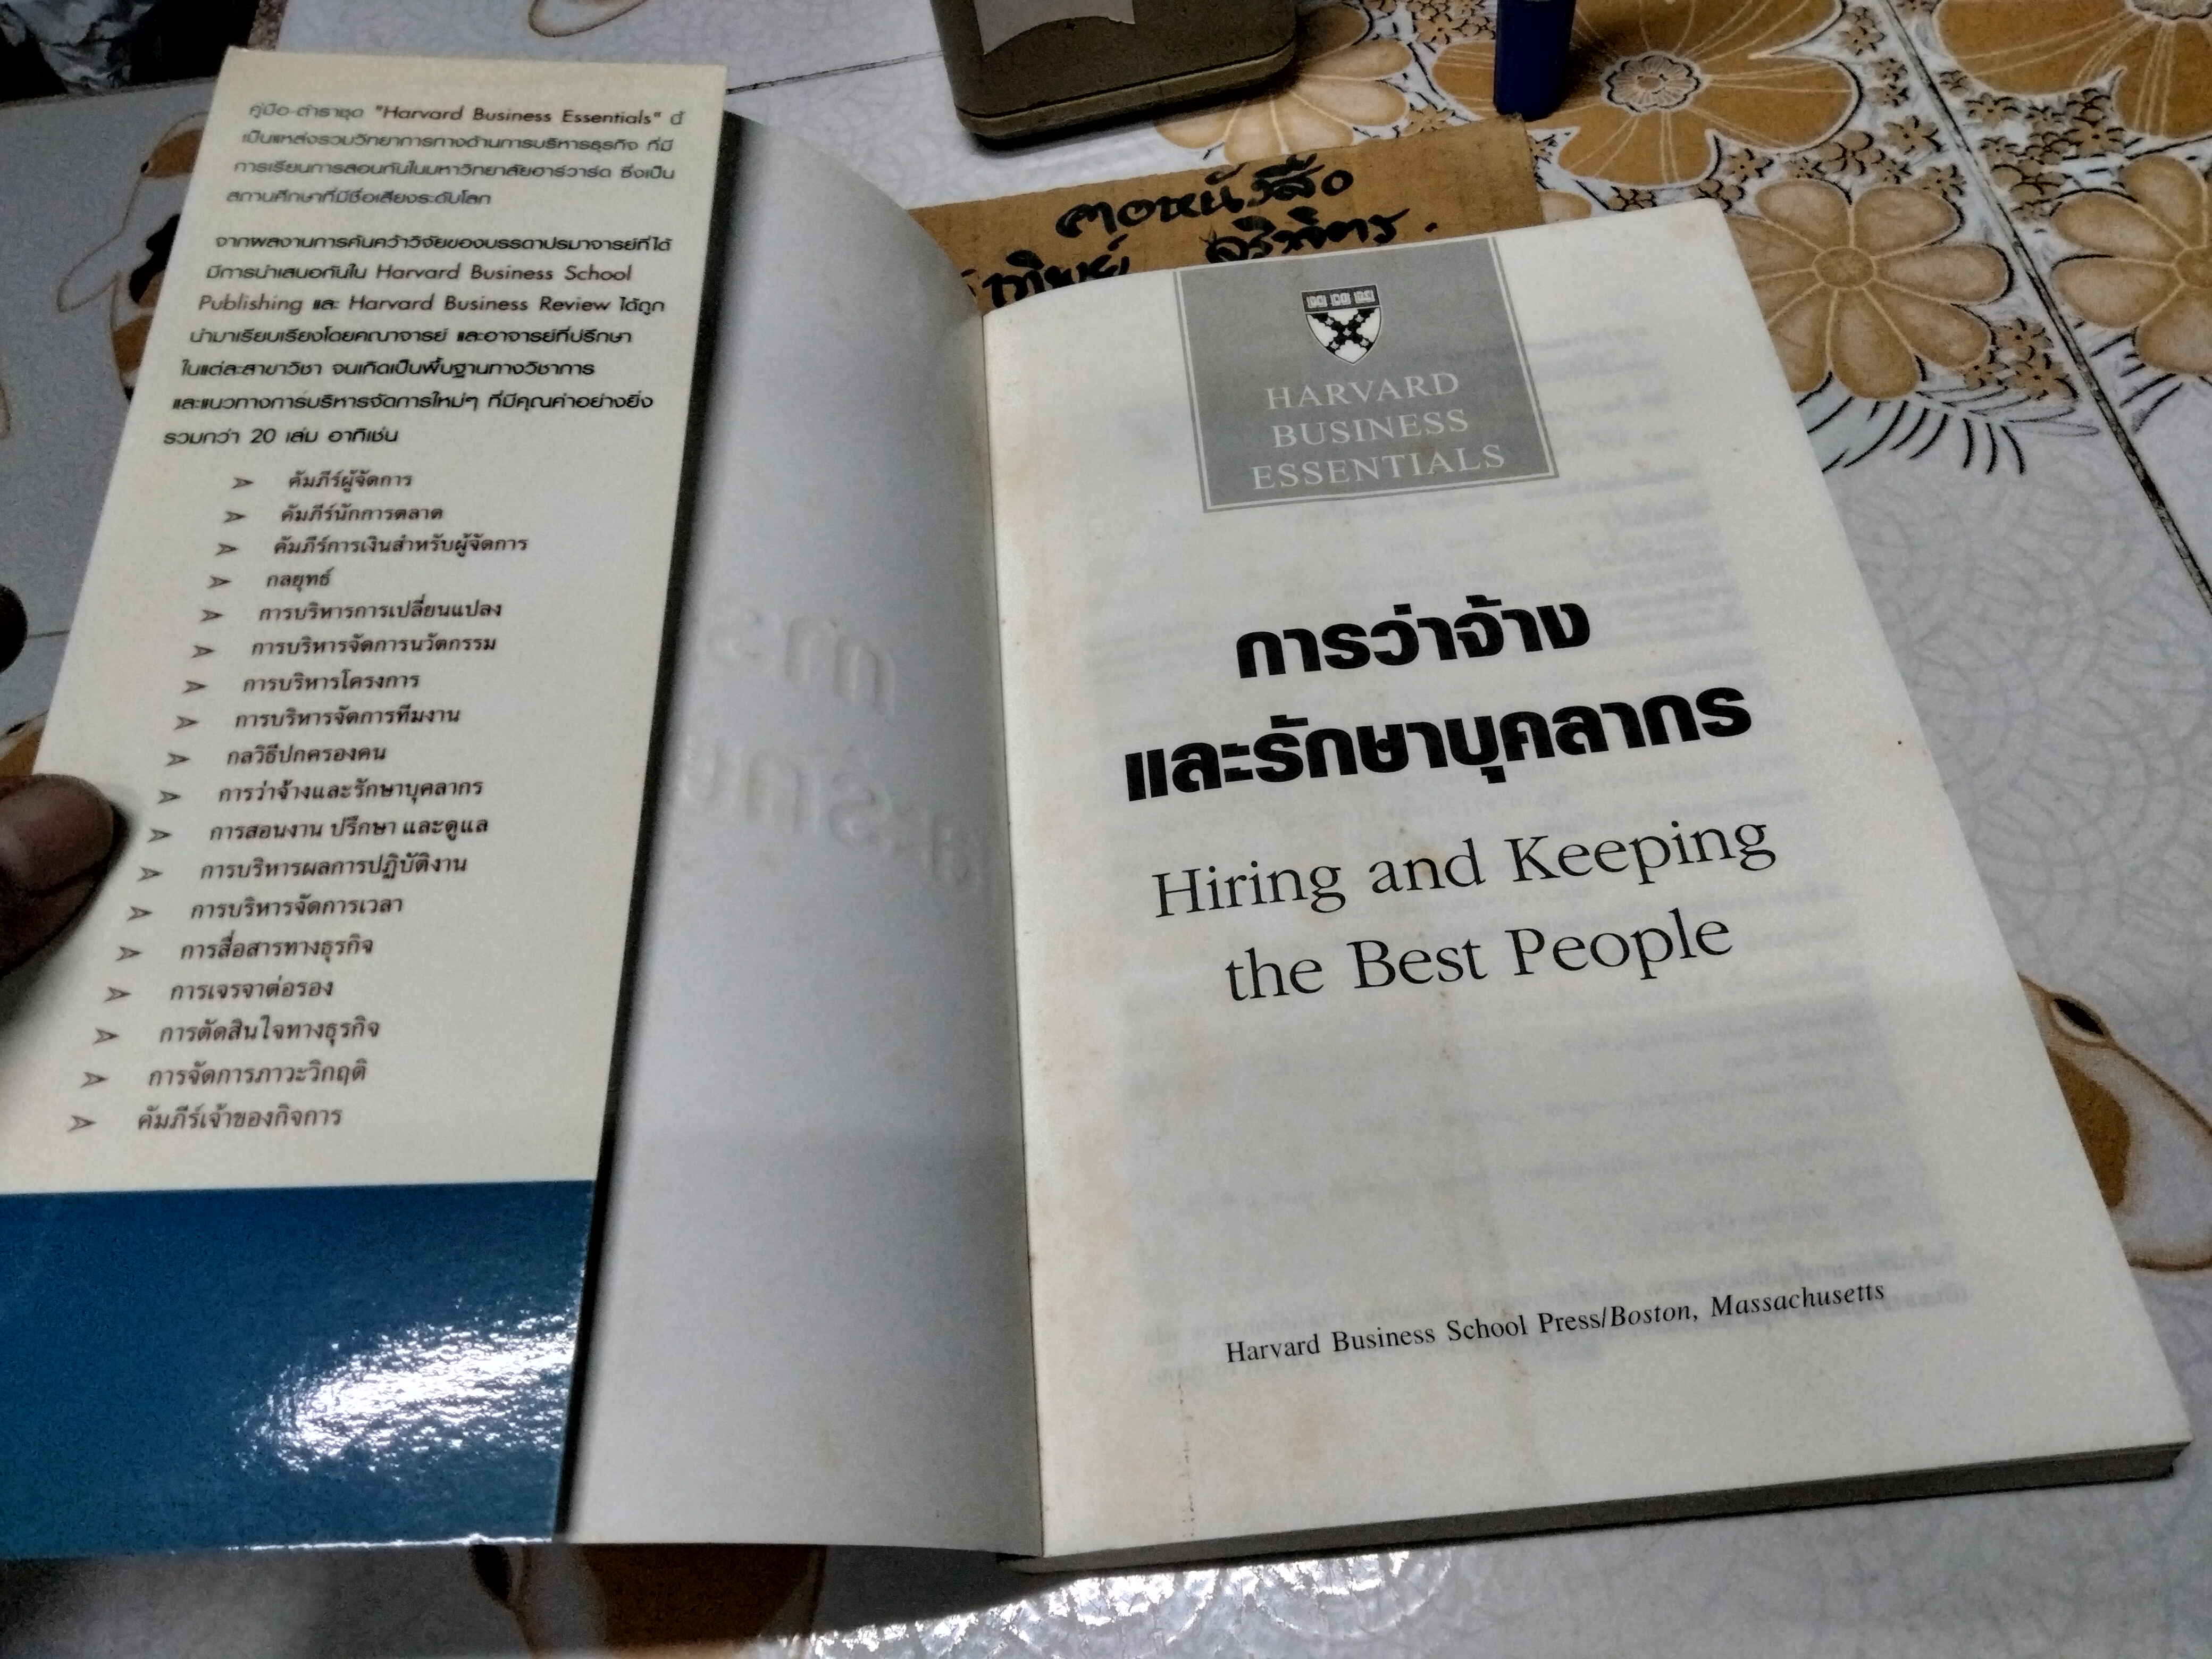 คู่มือ-ตำราชุด "Harvard Business Essentials" นี้
เป็นแหล่งรวมวิทยาการทางด้านการบริหารธุรกิจ ที่มี
การเรียนการสอนกันในมหาวิทยาลัยฮาร์วาร์ด ซึ่งเป็น
สถานศึกษาที่มีชื่อเสียงระดับโลก
จากผลงานการค้นคว้าวิจัยของบรรดาปรมาจารย์ที่ได้
มีการนำเสนอกันใน Harvard Business School
Publishing และ Harvard Business Review ได้ถูก
นำมาเรียบเรียงโดยคณาจารย์ และอาจารย์ที่ปรึกษา
ในแต่ละสาขาวิชา จนเกิดเป็นพื้นฐานทางวิชาการ
และแนวทางการบริหารจัดการใหม่ๆ ที่มีคุณค่าอย่างยิ่ง
รวมกว่า 20 เล่ม อาทิเช่น
➢ คัมภีร์ผู้จัดการ
➢ คัมภีร์นักการตลาด
➢ คัมภีร์การเงินสำหรับผู้จัดการ
➢ กลยุทธ์
➢ การบริหารการเปลี่ยนแปลง
➢ การบริหารจัดการนวัตกรรม
➢ การบริหารโครงการ
➢ การบริหารจัดการทีมงาน
➢ กลวิธีปกครองคน
➢ การว่าจ้างและรักษาบุคลากร
➢ การสอนงาน ปรึกษา และดูแล
➢ การบริหารผลการปฏิบัติงาน
➢ การบริหารจัดการเวลา
➢ การสื่อสารทางธุรกิจ
➢ การเจรจาต่อรอง
➢ การตัดสินใจทางธุรกิจ
➢ การจัดการภาวะวิกฤติ
➢ คัมภีร์เจ้าของกิจการ
HARVARD
BUSINESS
ESSENTIALS
การว่าจ้าง
และรักษาบุคลากร
Hiring and Keeping
the Best People
Harvard Business School Press/Boston, Massachusetts